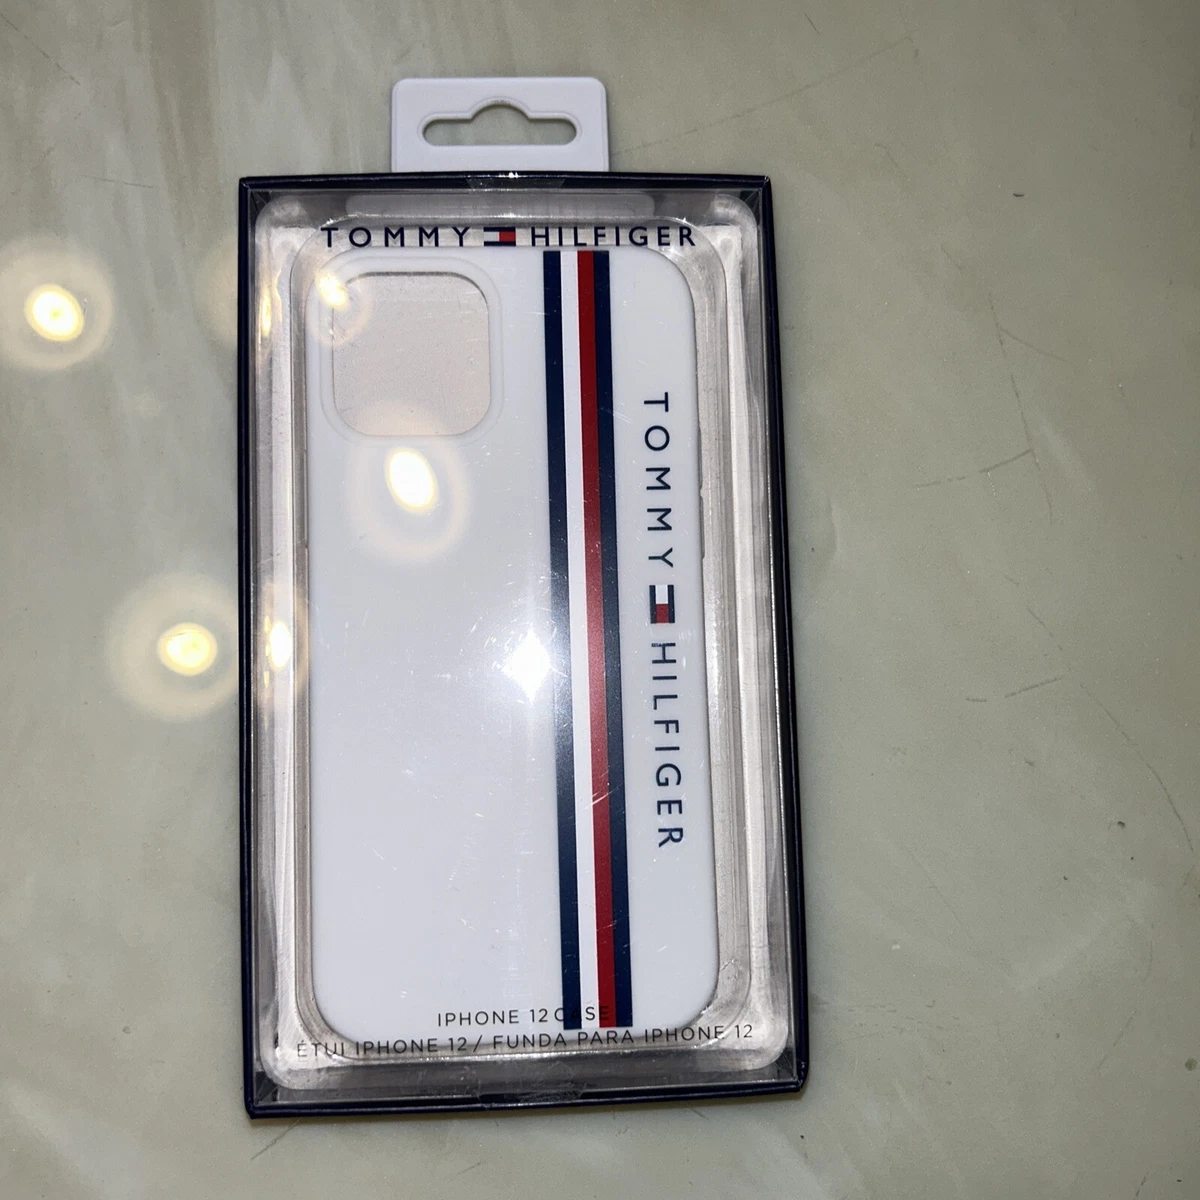 TOMMY HILFIGER
TOMMY HILFIGER
IPHONE 12 CASE
ÉTUI IPHONE 12 / FUNDA PARA IPHONE 12